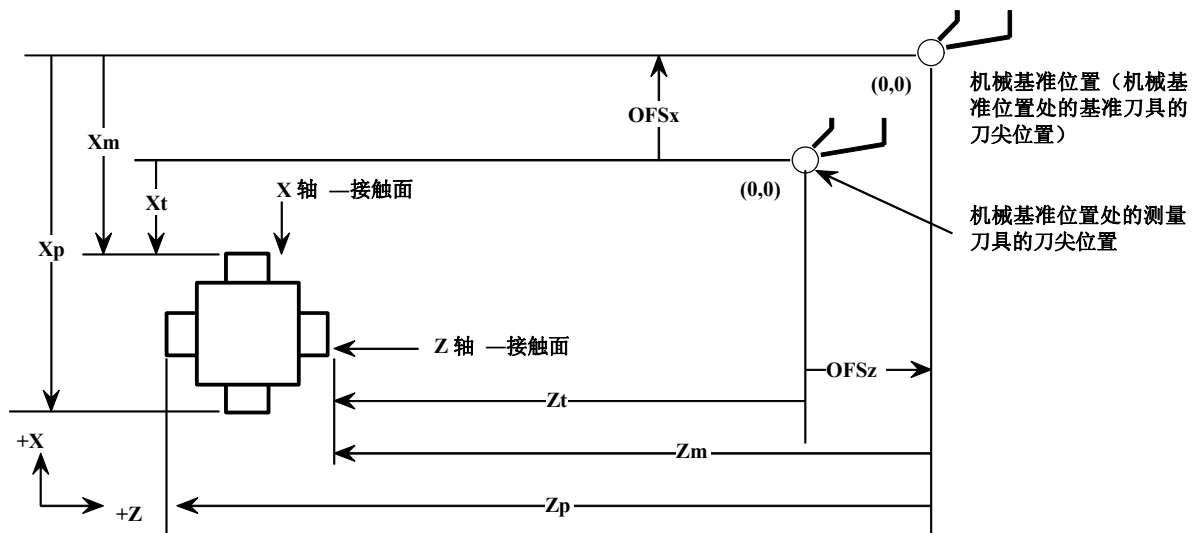 (0,0)
机械基准位置（机械基
准位置处的基准刀具的
刀尖位置）
OFSx
Xm
(0,0)
Xt
X 轴 —接触面
机械基准位置处的测量
刀具的刀尖位置
Xp
Z 轴 —接触面
OFSz
Zt
+X
Zm
Zp
+Z